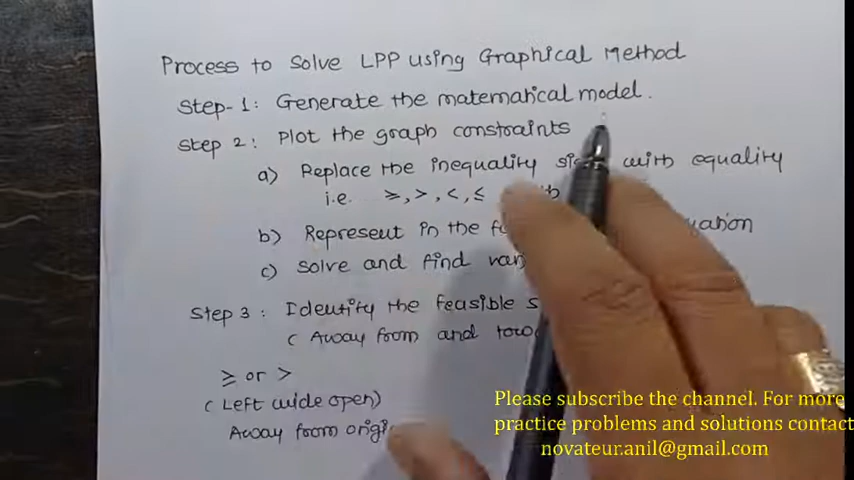 Process to Solve LPP using Graphical Method
Step-1: Generate the matematical model.
Step 2: Plot the graph constraints
a) Replace the inequality with equality
i.e. ≥, >, <, ≤
b) Represent in the
c) Solve and find
Step 3: Identity the feasible
( Away from and
≥ or >
( Left wide open)
Away from
Please subscribe the channel. For more
practice problems and solutions contact
novateur.anil@gmail.com